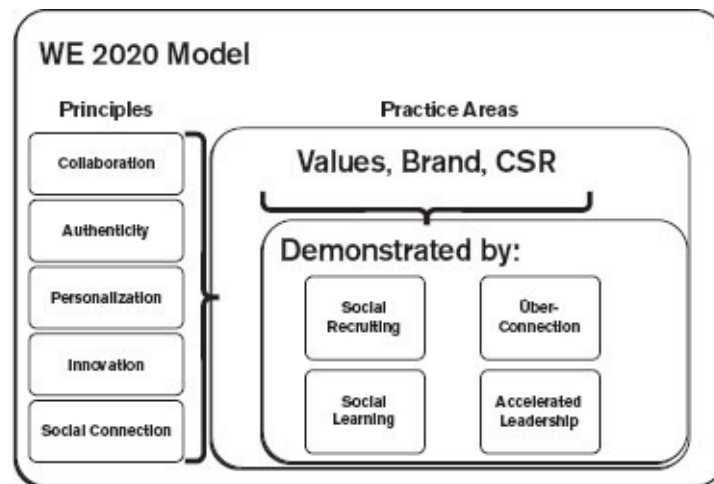 WE 2020 Model
Principles
Collaboration
Authenticity
Personalization
Innovation
Social Connection
Practice Areas
Values, Brand, CSR
Demonstrated by:
Social
Recruiting
Über-
Connection
Social
Learning
Accelerated
Leadership